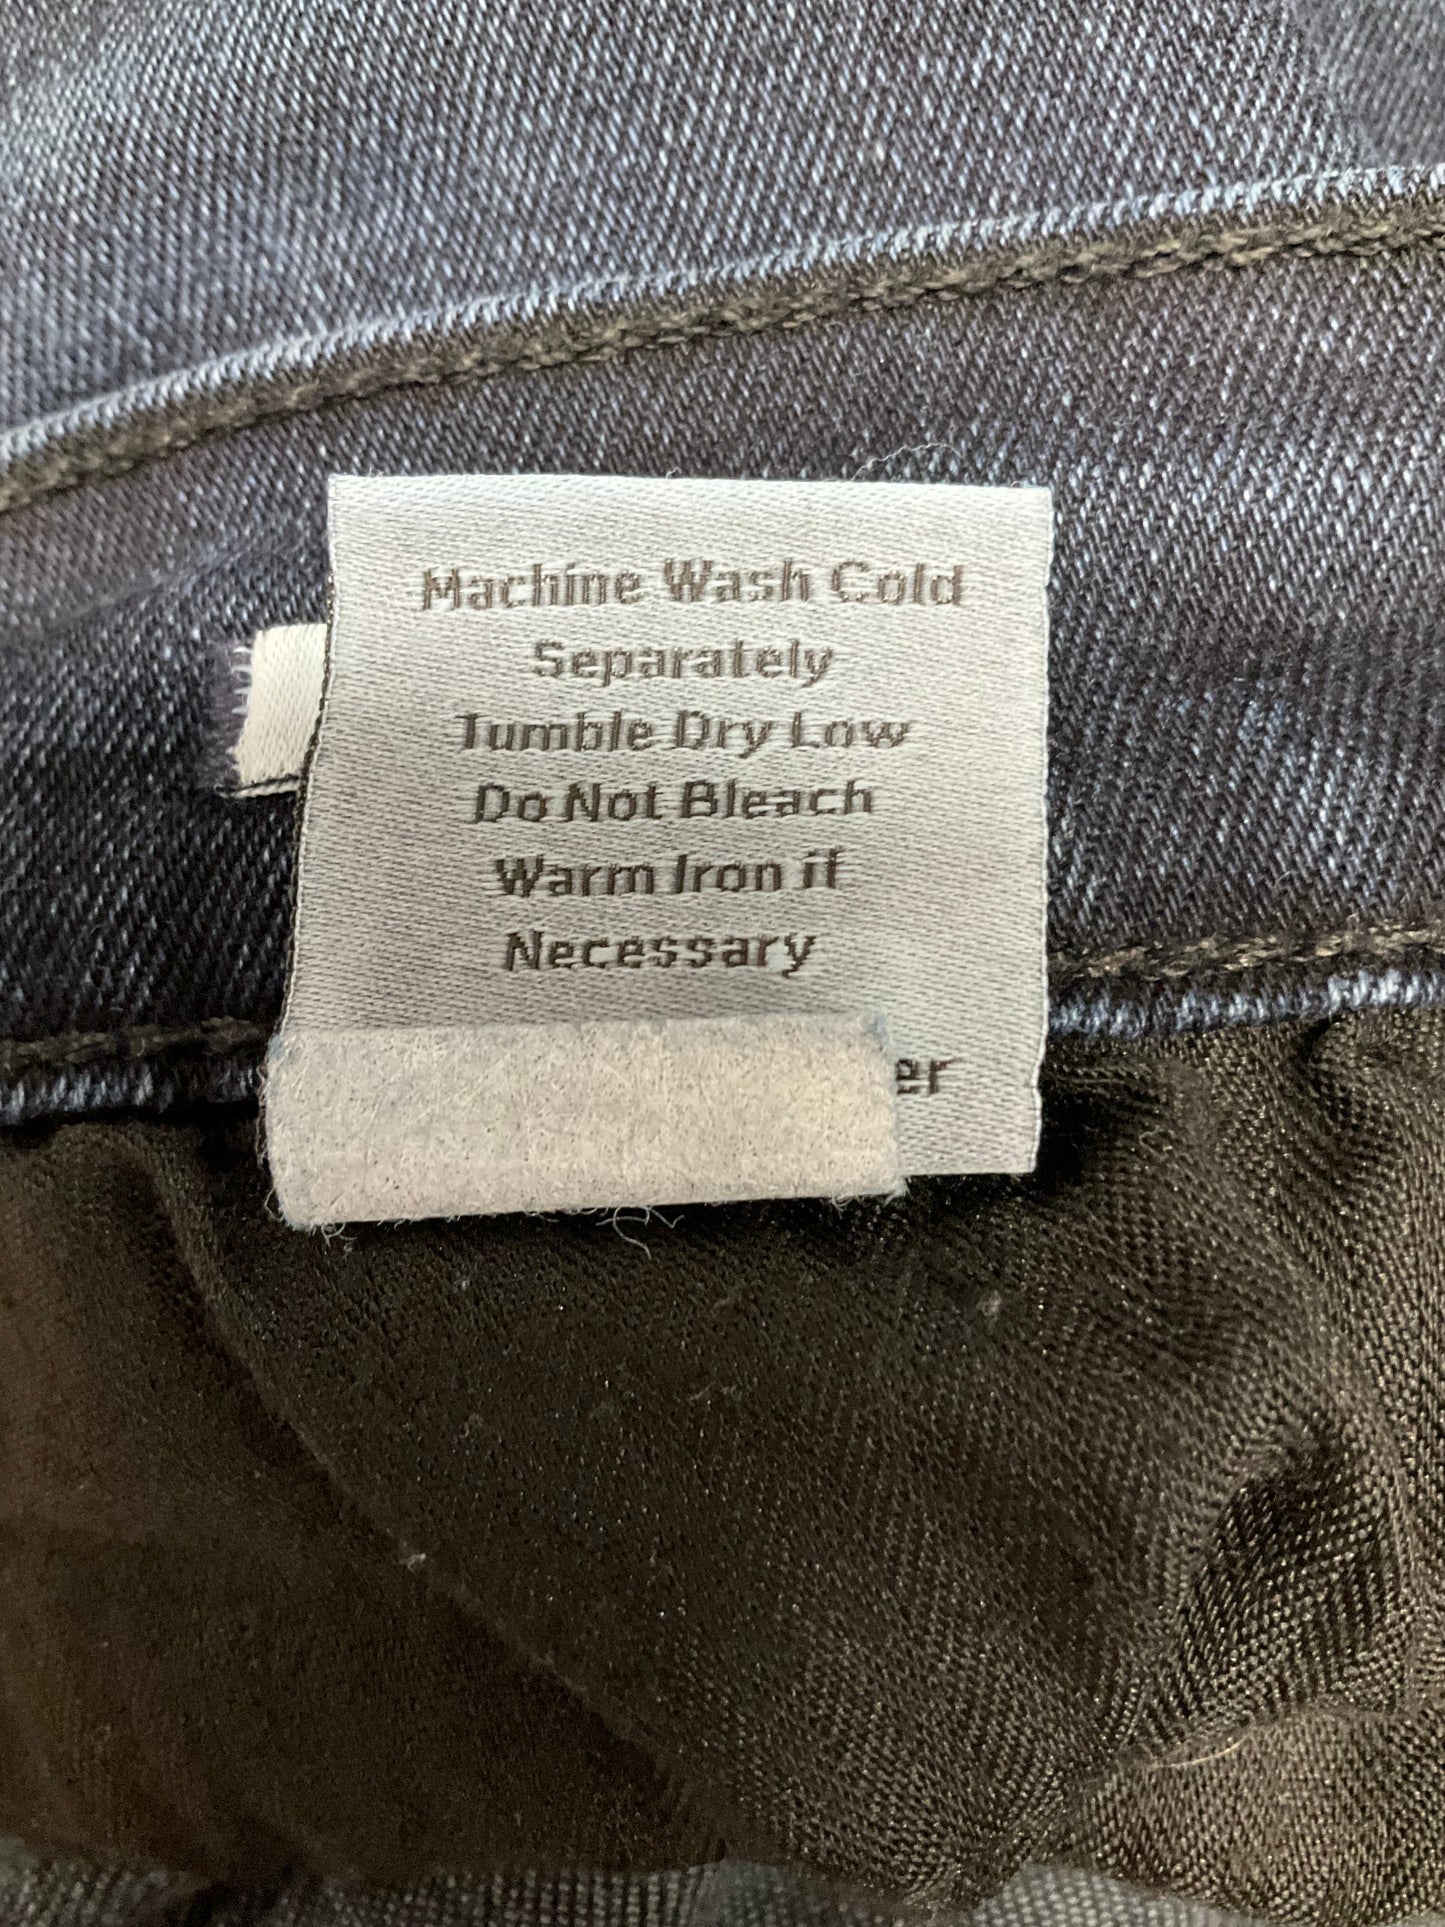 Machine Wash Cold
Separately
Tumble Dry Low
Do Not Bleach
Warm Iron if
Necessary